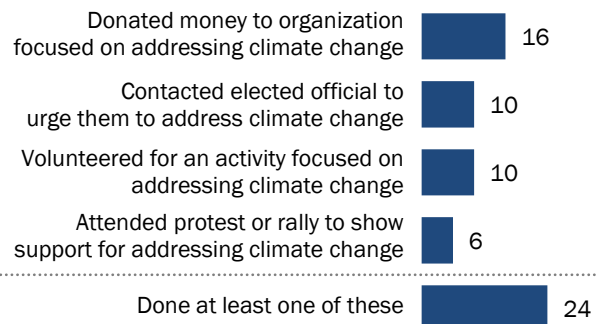 Donated money to organization
focused on addressing climate change
16
Contacted elected official to
urge them to address climate change
10
Volunteered for an activity focused on
addressing climate change
10
Attended protest or rally to show
support for addressing climate change
6
Done at least one of these
24